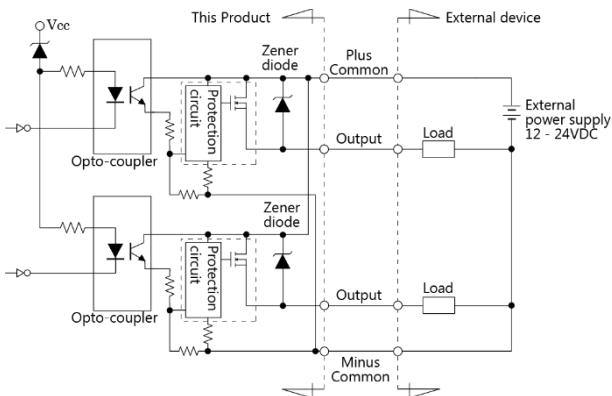 This Product
External device
Vcc
Zener
diode
Plus
Common
Protection
circuit
External
power supply
12 - 24VDC
Output
Load
Opto-coupler
Zener
diode
Protection
circuit
Output
Load
Opto-coupler
Minus
Common